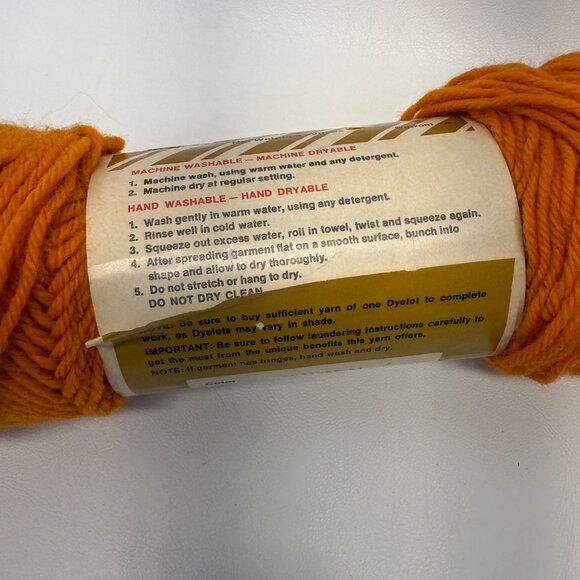 MACHINE WASHABLE — MACHINE DRYABLE
1. Machine wash, using warm water and any detergent.
2. Machine dry at regular setting.
HAND WASHABLE — HAND DRYABLE
1. Wash gently in warm water, using any detergent.
2. Rinse well in cold water.
3. Squeeze out excess water, roll in towel, twist and squeeze again.
4. After spreading garment flat on a smooth surface, bunch into
shape and allow to dry thoroughly.
5. Do not stretch or hang to dry.
DO NOT DRY CLEAN
NOTE: Be sure to buy sufficient yarn of one Dyelot to complete
work, as Dyelots may vary in shade.
IMPORTANT: Be sure to follow laundering instructions carefully to
get the most from the unique benefits this yarn offers.
NOTE: If garment has fringes, hand wash and dry.
Color